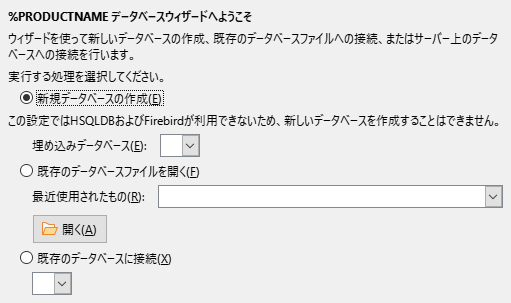 %PRODUCTNAME データベースウィザードへようこそ
ウィザードを使って新しいデータベースの作成、既存のデータベースファイルへの接続、またはサーバー上のデータ
ベースへの接続を行います。
実行する処理を選択してください。
新規データベースの作成(E)
この設定ではHSQLDBおよびFirebirdが利用できないため、新しいデータベースを作成することはできません。
埋め込みデータベース(E):
既存のデータベースファイルを開く(F)
最近使用されたもの(R):
開く(A)
既存のデータベースに接続(X)